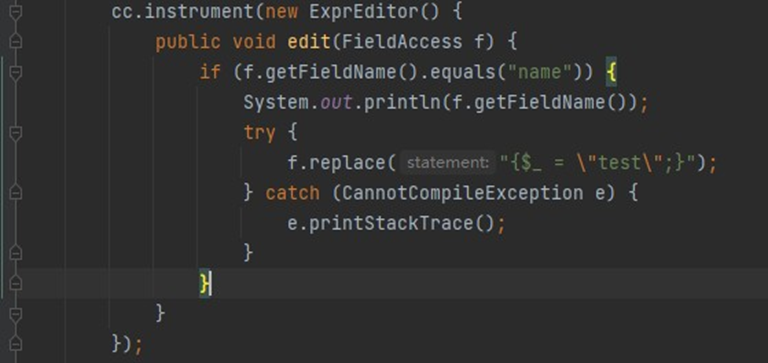 cc.instrument(new ExprEditor() {
public void edit(FieldAccess f) {
if (f.getFieldName().equals("name")) {
System.out.println(f.getFieldName());
try {
f.replace( statement: "{$_ = \"test\";}");
} catch (CannotCompileException e) {
e.printStackTrace();
}
}
}
});